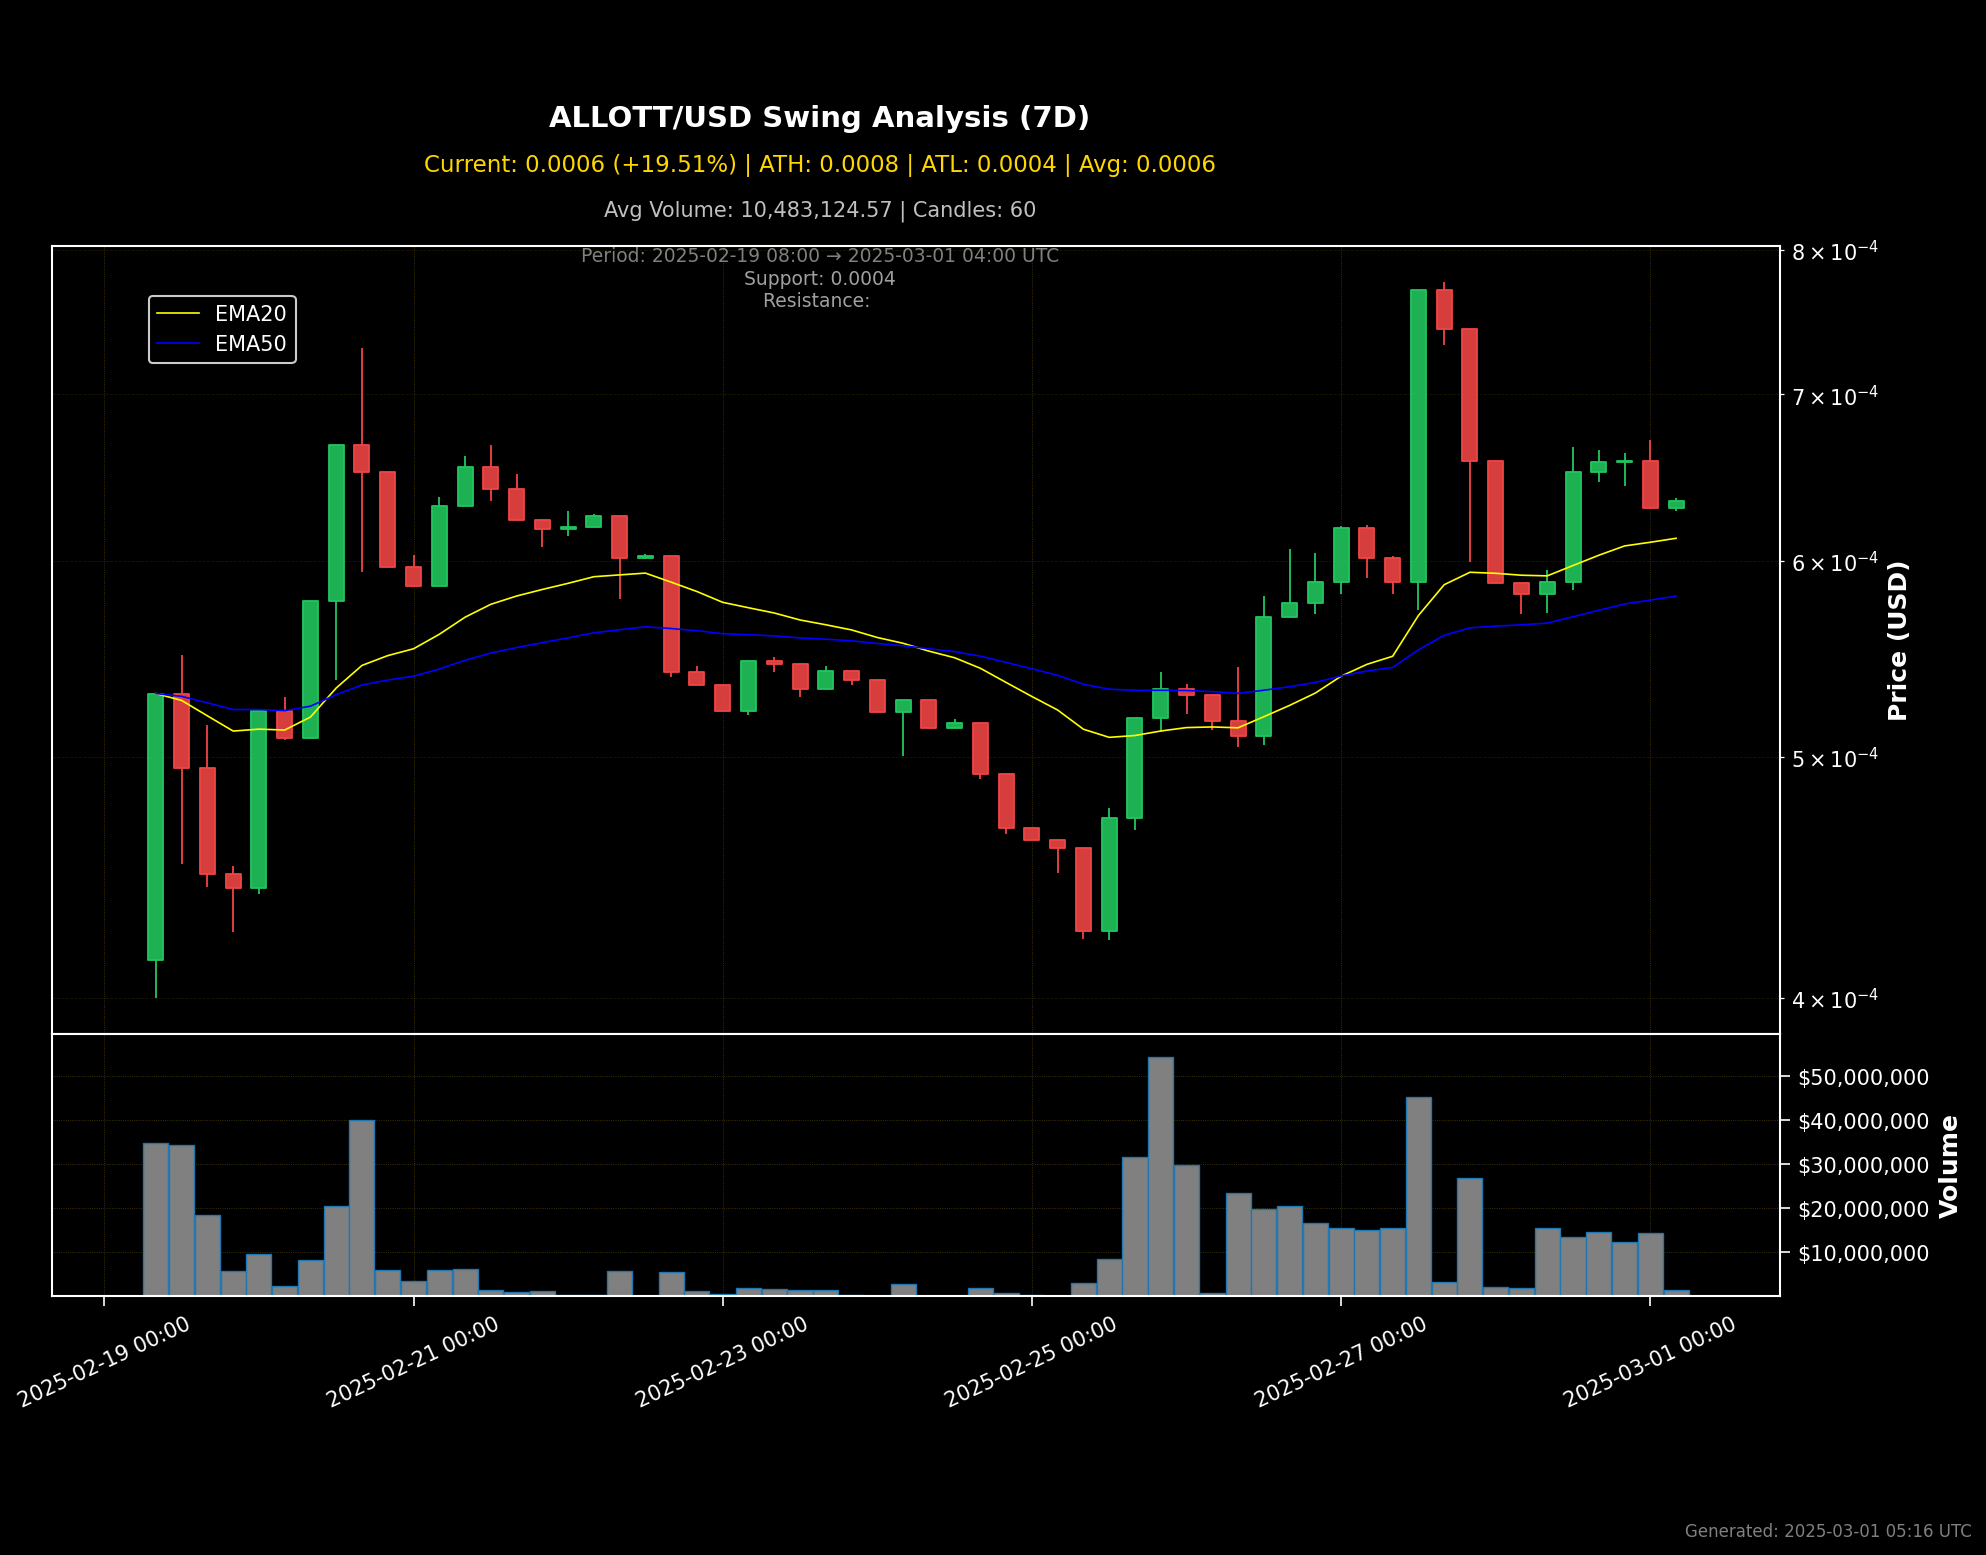 ALLOTT/USD Swing Analysis (7D)
Current: 0.0006 (+19.51%) | ATH: 0.0008 | ATL: 0.0004 | Avg: 0.0006
Avg Volume: 10,483,124.57 | Candles: 60
Period: 2025-02-19 08:00 → 2025-03-01 04:00 UTC
Support: 0.0004
Resistance:
EMA20
EMA50
8 × 10⁻⁴
7 × 10⁻⁴
6 × 10⁻⁴
5 × 10⁻⁴
4 × 10⁻⁴
Price (USD)
$50,000,000
$40,000,000
$30,000,000
$20,000,000
$10,000,000
Volume
2025-02-19 00:00
2025-02-21 00:00
2025-02-23 00:00
2025-02-25 00:00
2025-02-27 00:00
2025-03-01 00:00
Generated: 2025-03-01 05:16 UTC